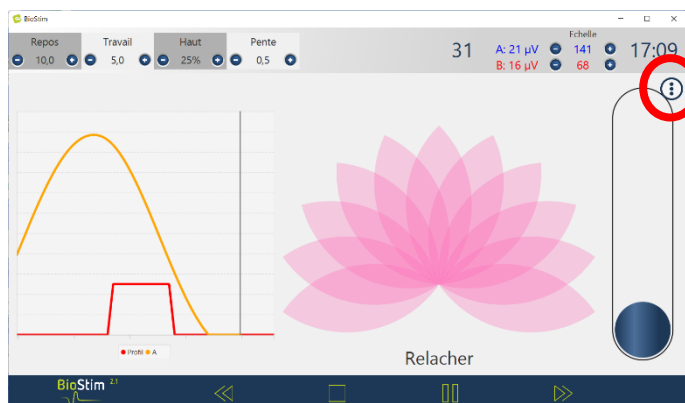 BioStim
Repos Travail Haut Pente
10,0 5,0 25% 0,5
31
Echelle
A: 21 µV 141
B: 16 µV 68
17:09
Profil A
Relacher
BioStim 2.1